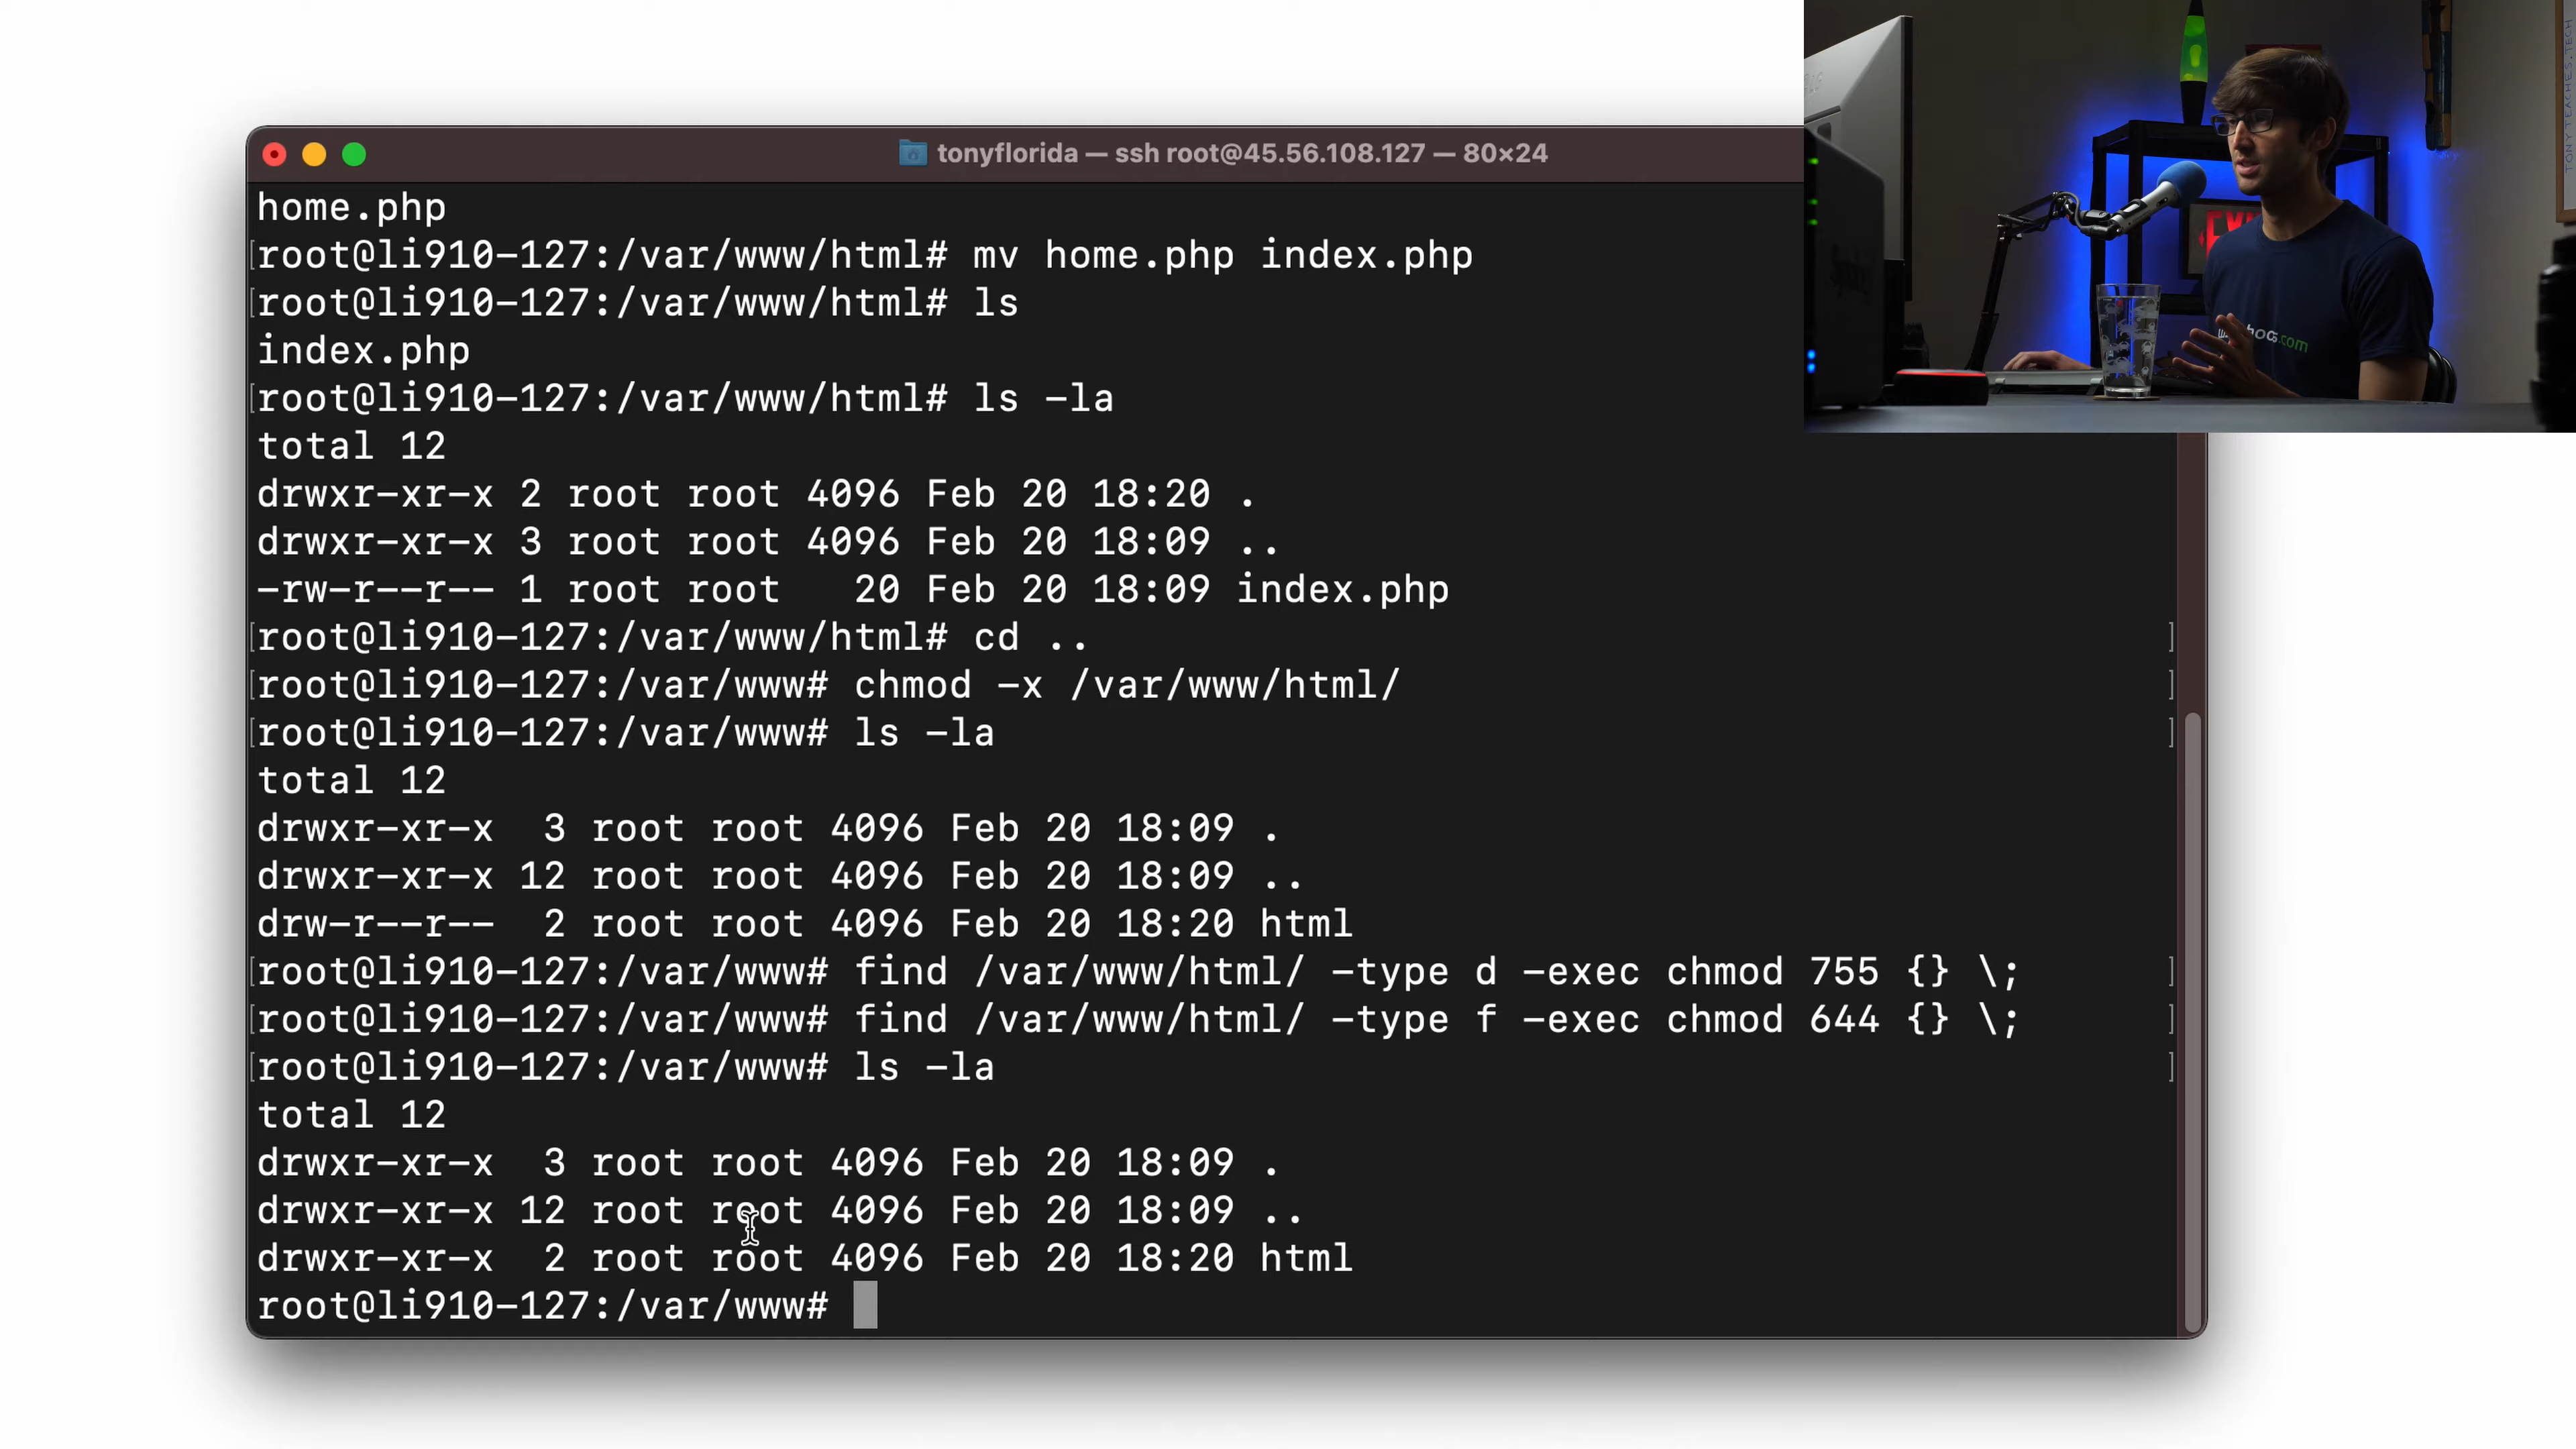 tonyflorida — ssh root@45.56.108.127 — 80×24
home.php
[root@li910-127:/var/www/html# mv home.php index.php
[root@li910-127:/var/www/html# ls
index.php
[root@li910-127:/var/www/html# ls -la
total 12
drwxr-xr-x 2 root root 4096 Feb 20 18:20 .
drwxr-xr-x 3 root root 4096 Feb 20 18:09 ..
-rw-r--r-- 1 root root   20 Feb 20 18:09 index.php
[root@li910-127:/var/www/html# cd .. ]
[root@li910-127:/var/www# chmod -x /var/www/html/ ]
[root@li910-127:/var/www# ls -la ]
total 12
drwxr-xr-x  3 root root 4096 Feb 20 18:09 .
drwxr-xr-x 12 root root 4096 Feb 20 18:09 ..
drw-r--r--  2 root root 4096 Feb 20 18:20 html
[root@li910-127:/var/www# find /var/www/html/ -type d -exec chmod 755 {} \; ]
[root@li910-127:/var/www# find /var/www/html/ -type f -exec chmod 644 {} \; ]
[root@li910-127:/var/www# ls -la ]
total 12
drwxr-xr-x  3 root root 4096 Feb 20 18:09 .
drwxr-xr-x 12 root root 4096 Feb 20 18:09 ..
drwxr-xr-x  2 root root 4096 Feb 20 18:20 html
root@li910-127:/var/www#
TONYTEACHES.TECH